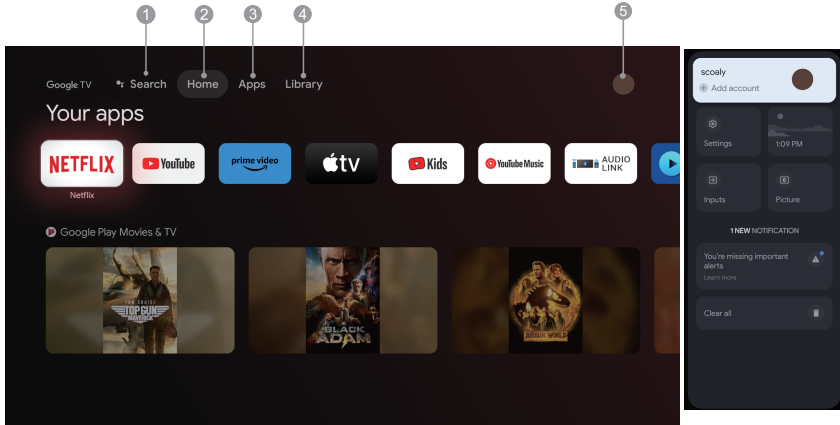 1 2 3 4 5
Google TV Search Home Apps Library
Your apps
NETFLIX YouTube prime video tv Kids YouTube Music AUDIO LINK
Netflix
Google Play Movies & TV
TOM CRUISE
TOP GUN
MAVERICK
BLACK
ADAM
JURASSIC WORLD
scoaly
Add account
Settings 1:09 PM
Inputs Picture
1 NEW NOTIFICATION
You're missing important
alerts
Learn more
Clear all